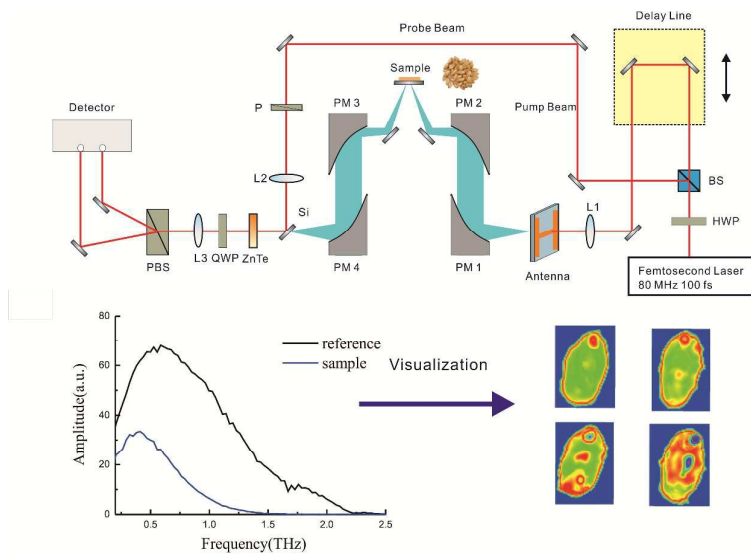 Probe Beam
Delay Line
Sample
Detector
PM 3
PM 2
P
Pump Beam
L2
BS
Si
L1
HWP
PBS
L3
QWP
ZnTe
PM 4
PM 1
Antenna
Femtosecond Laser
80 MHz 100 fs
reference
sample
Visualization
Amplitude(a.u.)
80
60
40
20
0
0.5
1.0
1.5
2.0
2.5
Frequency(THz)